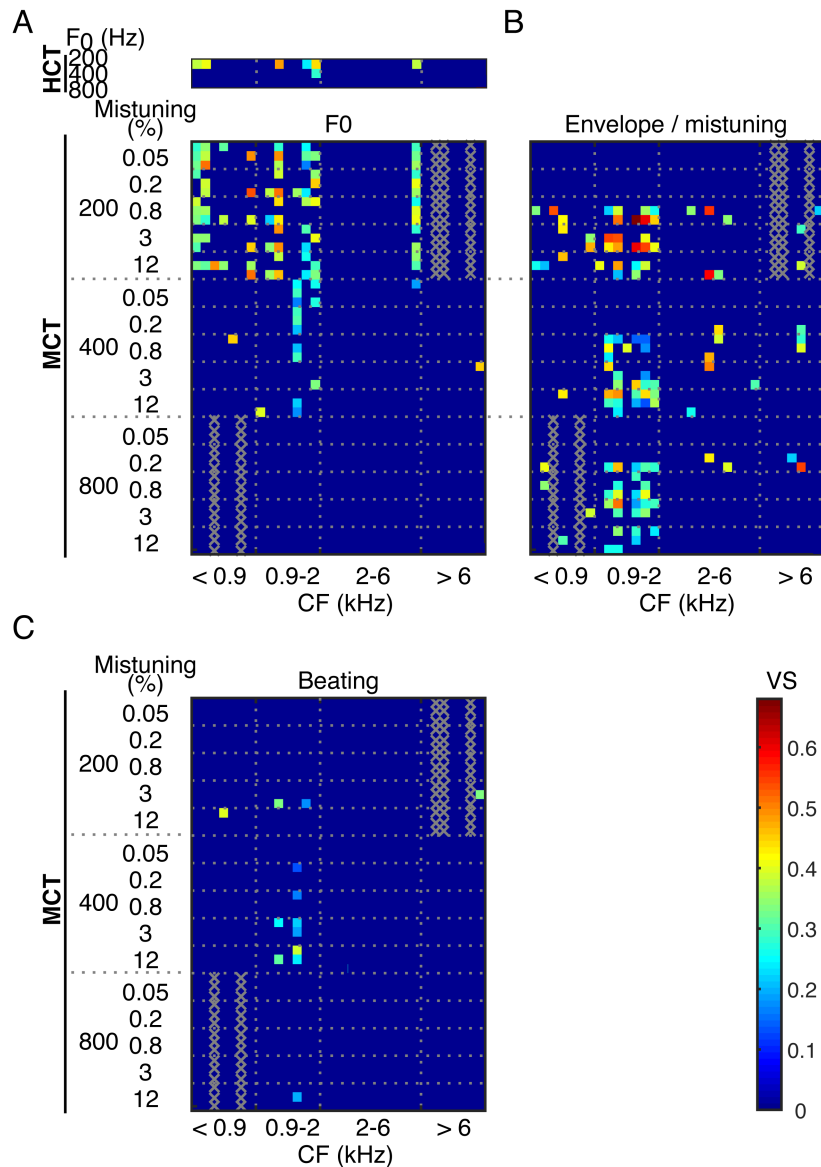 A
B
F0 (Hz)
HCT
200
400
800
Mistuning
(%)
F0
Envelope / mistuning
MCT
200
0.05
0.2
0.8
3
12
MCT
400
0.05
0.2
0.8
3
12
800
0.05
0.2
0.8
3
12
< 0.9 0.9-2 2-6 > 6
CF (kHz)
< 0.9 0.9-2 2-6 > 6
CF (kHz)
C
Mistuning
(%)
Beating
VS
MCT
200
0.05
0.2
0.8
3
12
MCT
400
0.05
0.2
0.8
3
12
800
0.05
0.2
0.8
3
12
< 0.9 0.9-2 2-6 > 6
CF (kHz)
0.6
0.5
0.4
0.3
0.2
0.1
0